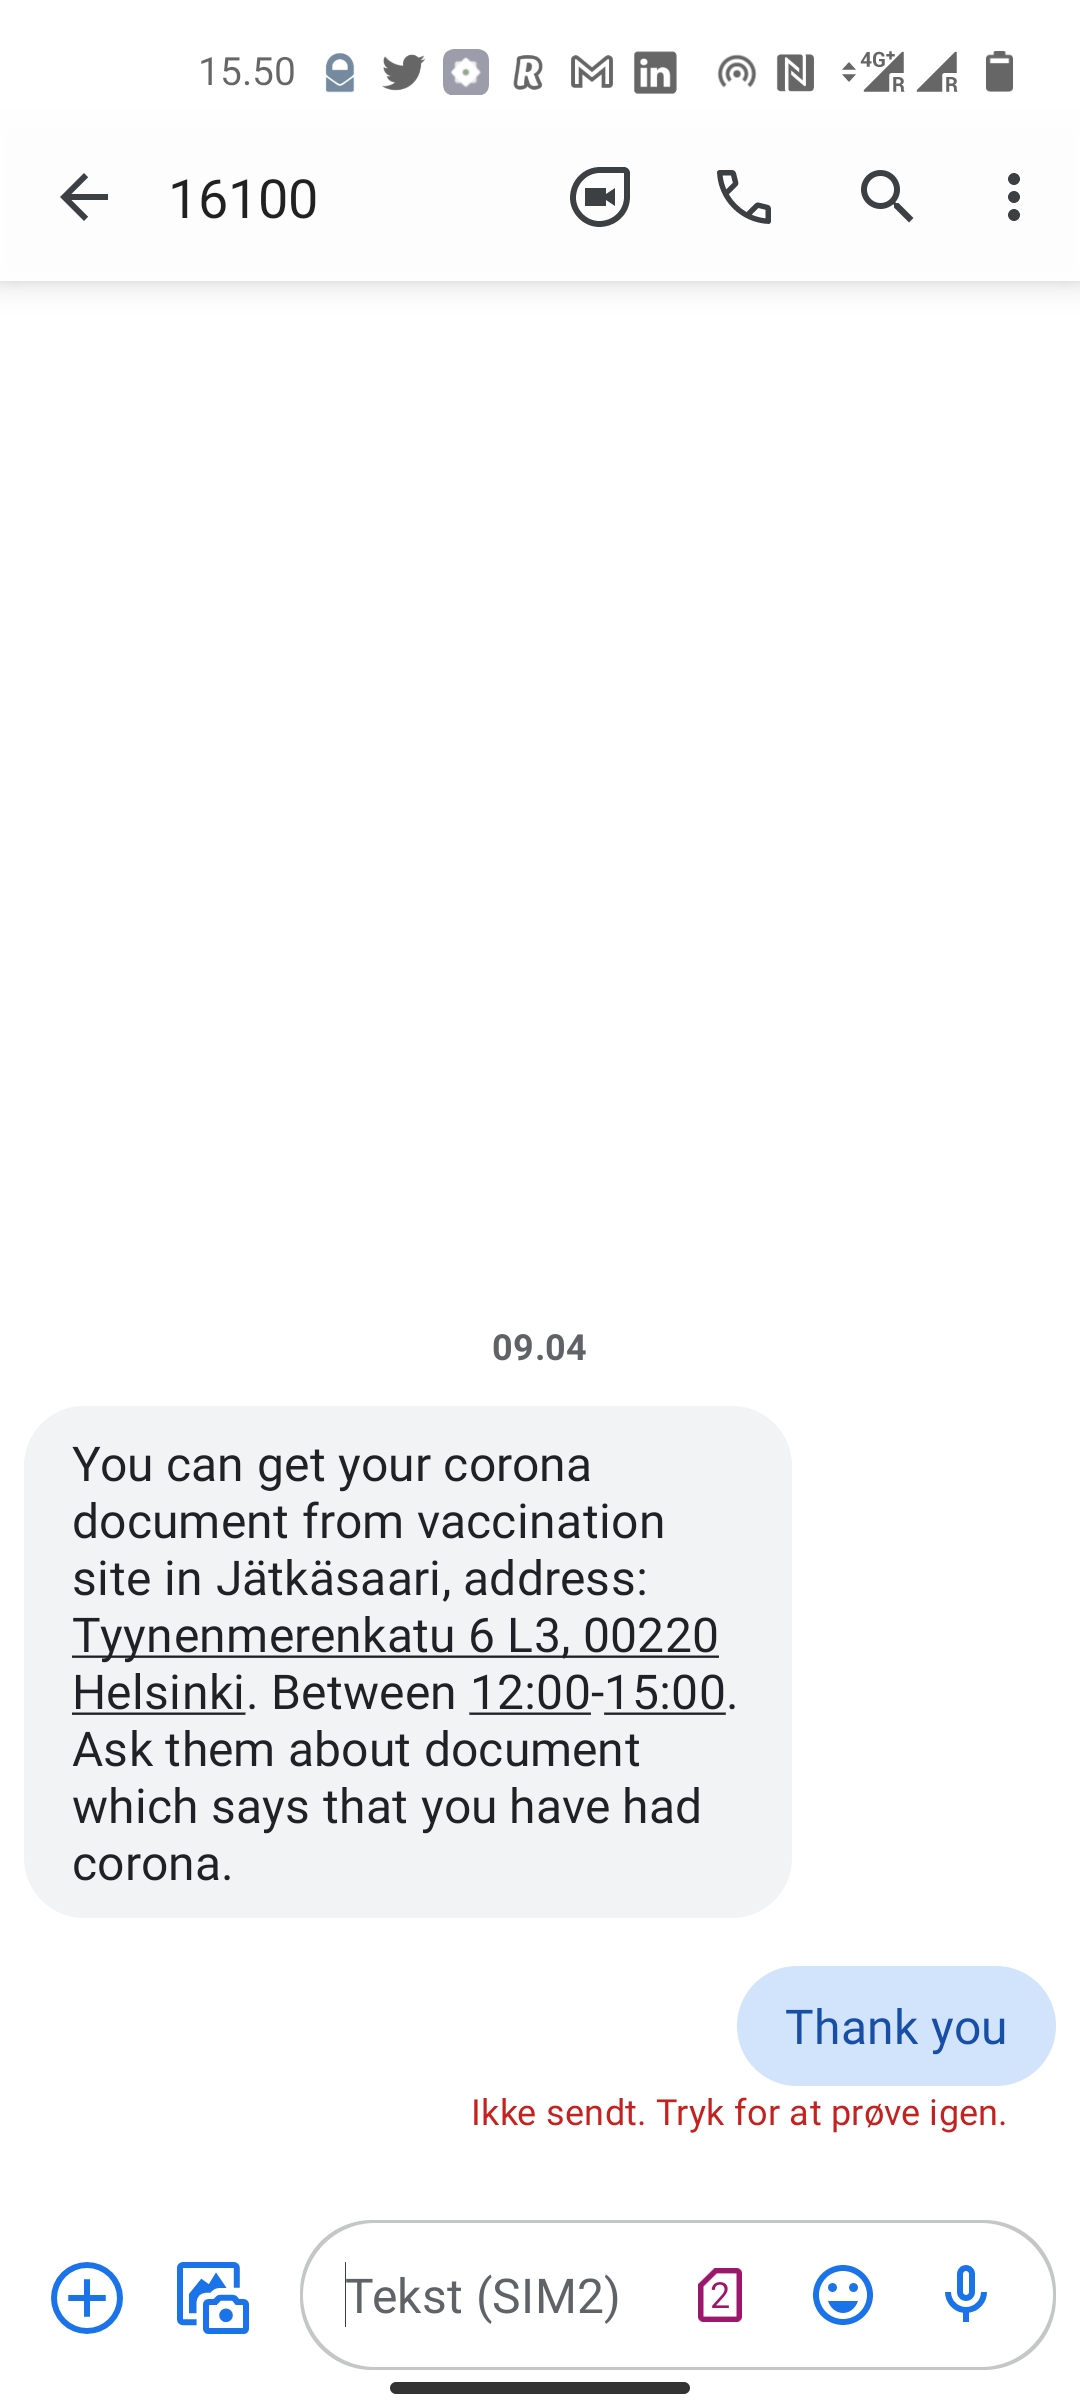 15.50 R M in N 4G+ R R
16100
09.04
You can get your corona
document from vaccination
site in Jätkäsaari, address:
Tyynenmerenkatu 6 L3, 00220
Helsinki. Between 12:00-15:00.
Ask them about document
which says that you have had
corona.
Thank you
Ikke sendt. Tryk for at prøve igen.
Tekst (SIM2) 2